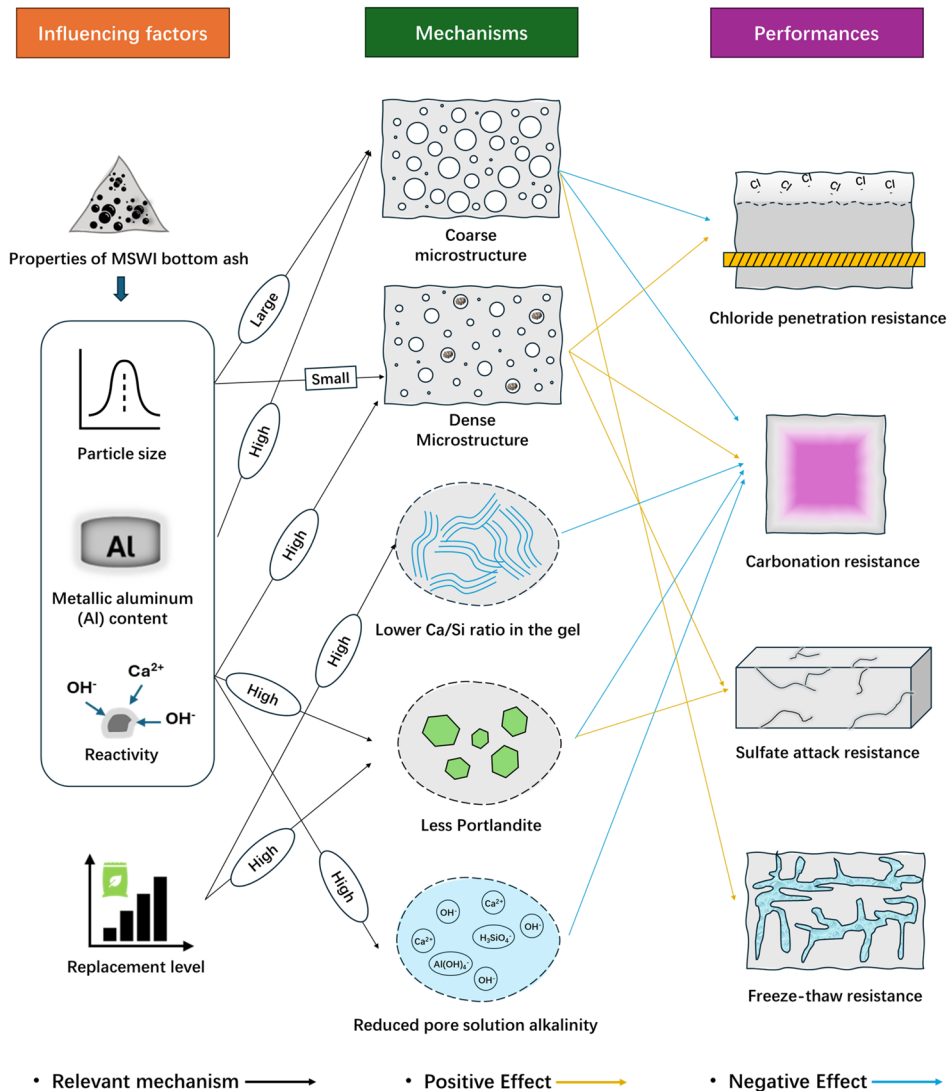 Influencing factors
Mechanisms
Performances
Properties of MSWI bottom ash
Large
Coarse
microstructure
Cl
Cl
Cl
Cl
Cl
Cl
Chloride penetration resistance
Small
Particle size
High
Dense
Microstructure
Al
Metallic aluminum
(Al) content
High
Lower Ca/Si ratio in the gel
Carbonation resistance
High
OH⁻
Ca²⁺
OH⁻
Reactivity
High
Less Portlandite
Sulfate attack resistance
High
High
Replacement level
OH⁻
Ca²⁺
Ca²⁺
H₃SiO₄⁻
OH⁻
Al(OH)₄⁻
OH⁻
Reduced pore solution alkalinity
Freeze-thaw resistance
• Relevant mechanism
• Positive Effect
• Negative Effect